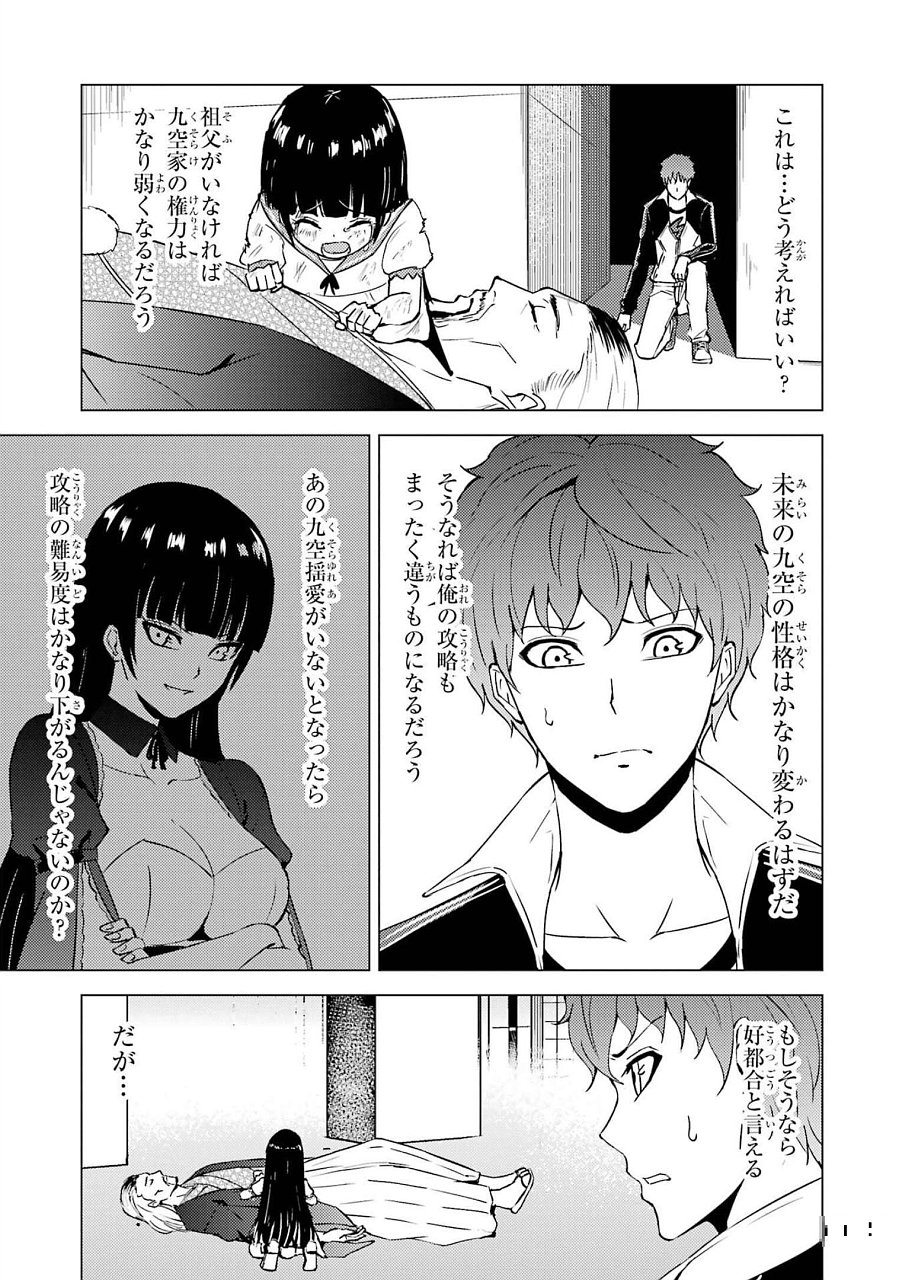 これは…どう考えればいい？
祖父がいなければ
九空家の権力は
かなり弱くなるだろう
未来の九空の性格はかなり変わるはずだ
そうなれば俺の攻略も
まったく違うものになるだろう
あの九空揺愛がいないとなったら
攻略の難易度はかなり下がるんじゃないのか？
もしそうなら
好都合と言える
だが…